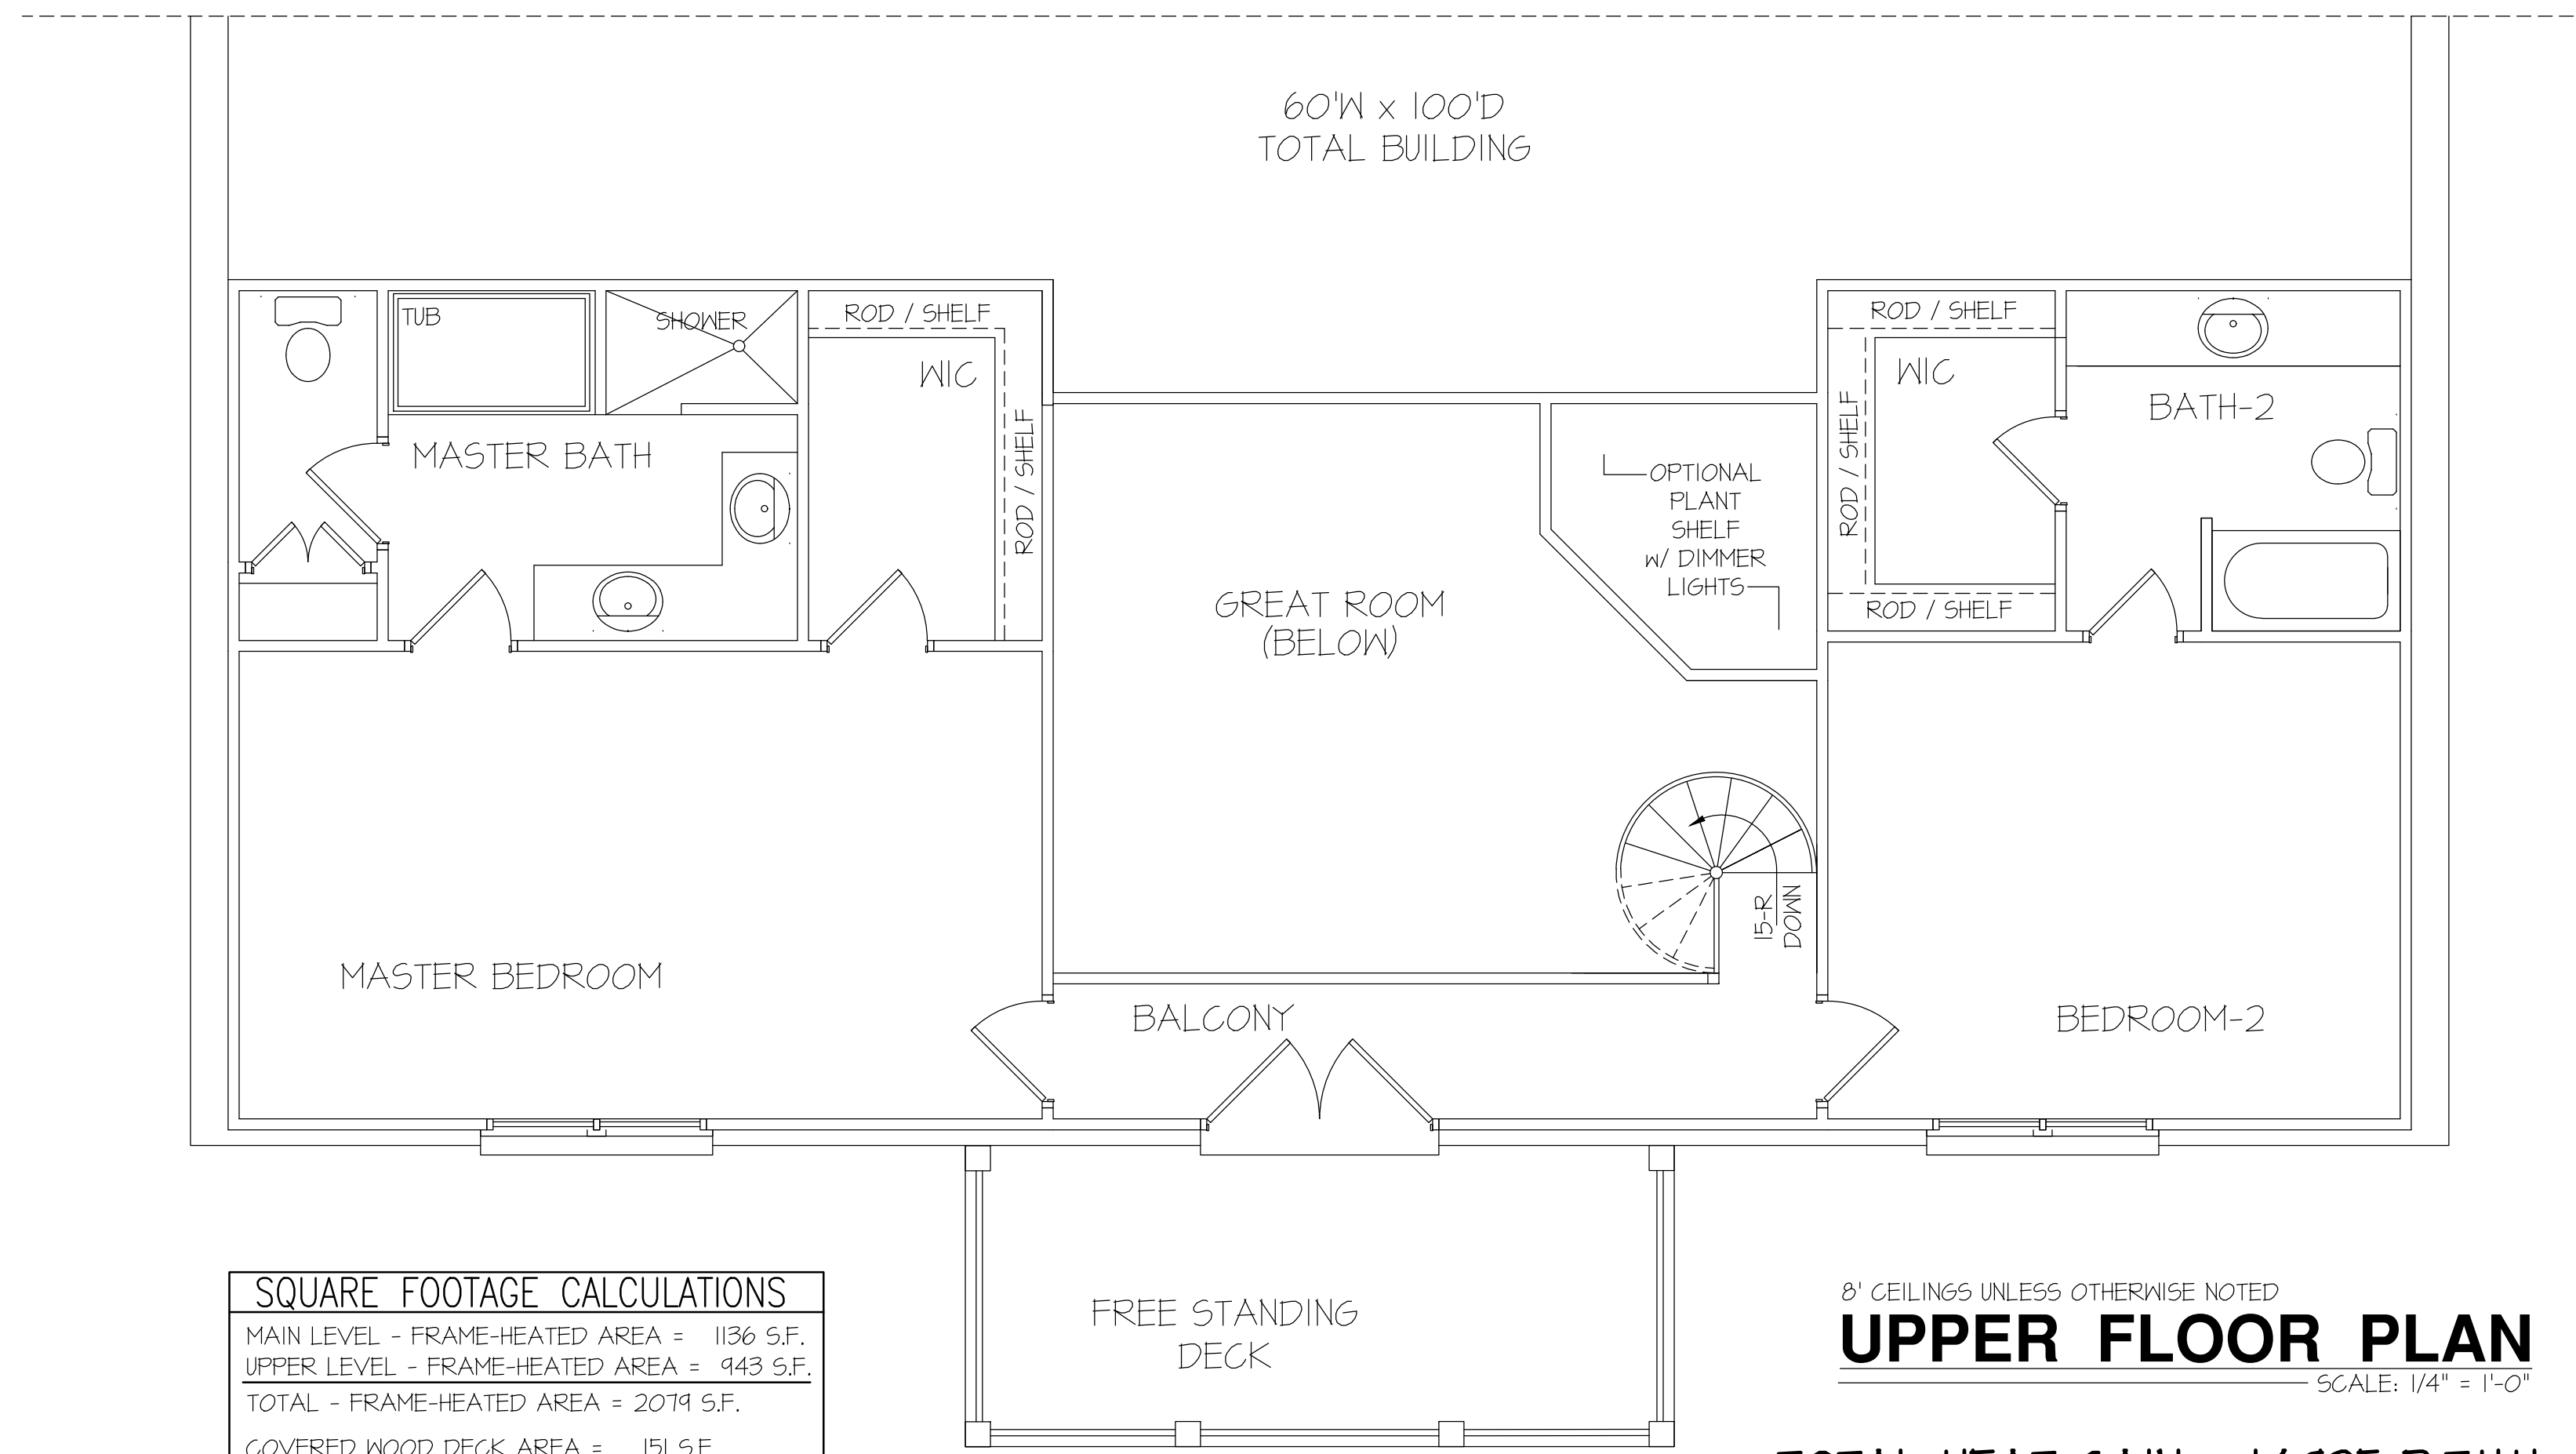 60'W x 100'D
TOTAL BUILDING
TUB
SHOWER
ROD / SHELF
WIC
ROD / SHELF
MASTER BATH
ROD / SHELF
WIC
ROD / SHELF
ROD / SHELF
BATH-2
OPTIONAL
PLANT
SHELF
W/ DIMMER
LIGHTS
GREAT ROOM
(BELOW)
15-R
DOWN
MASTER BEDROOM
BALCONY
BEDROOM-2
FREE STANDING
DECK
SQUARE FOOTAGE CALCULATIONS
MAIN LEVEL - FRAME-HEATED AREA = 1136 S.F.
UPPER LEVEL - FRAME-HEATED AREA = 943 S.F.
TOTAL - FRAME-HEATED AREA = 2079 S.F.
COVERED WOOD DECK AREA = 151 S.F.
8' CEILINGS UNLESS OTHERWISE NOTED
UPPER FLOOR PLAN
SCALE: 1/4" = 1'-0"
TOTAL HEAT GAIN